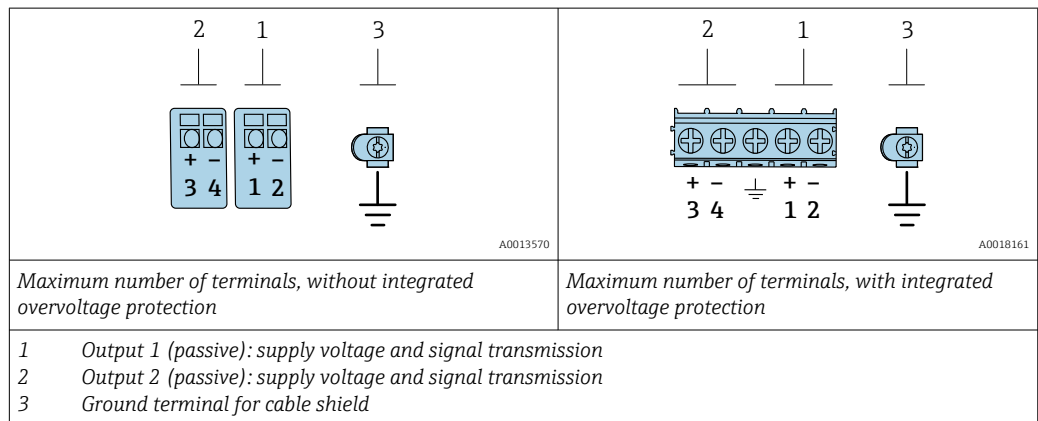 2 1 3
+ − + −
3 4 1 2
A0013570
2 1 3
+ − + −
3 4 1 2
A0018161
Maximum number of terminals, without integrated
overvoltage protection
Maximum number of terminals, with integrated
overvoltage protection
1 Output 1 (passive): supply voltage and signal transmission
2 Output 2 (passive): supply voltage and signal transmission
3 Ground terminal for cable shield